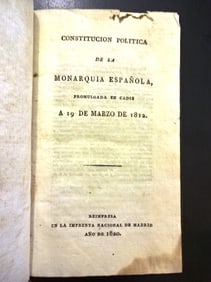 CONSTITUCION POLITICA
DE LA
MONARQUIA ESPAÑOLA,
PROMULGADA EN CADIZ
A 19 DE MARZO DE 1812.
REIMPRESA
EN LA IMPRENTA NACIONAL DE MADRID
AÑO DE 1820.